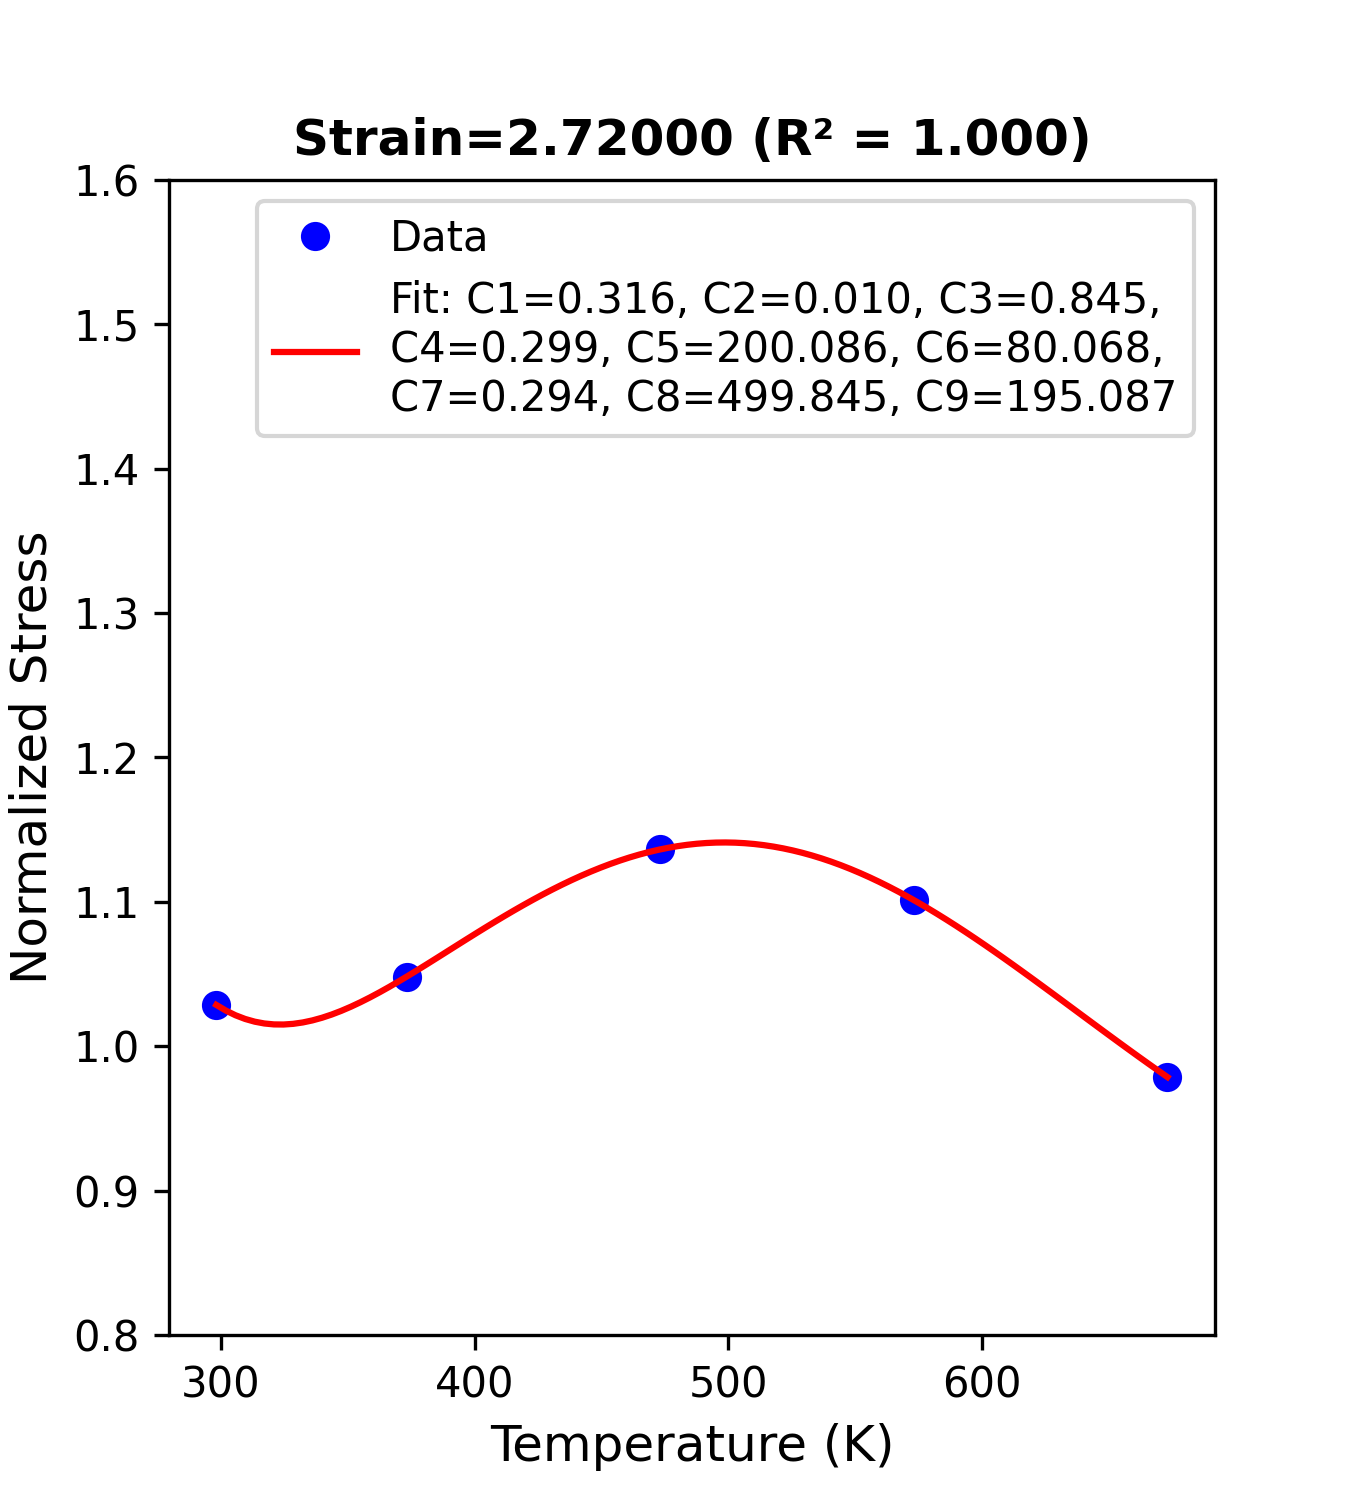 Strain=2.72000 (R² = 1.000)
Data
Fit: C1=0.316, C2=0.010, C3=0.845,
C4=0.299, C5=200.086, C6=80.068,
C7=0.294, C8=499.845, C9=195.087
Normalized Stress
1.6
1.5
1.4
1.3
1.2
1.1
1.0
0.9
0.8
300 400 500 600
Temperature (K)